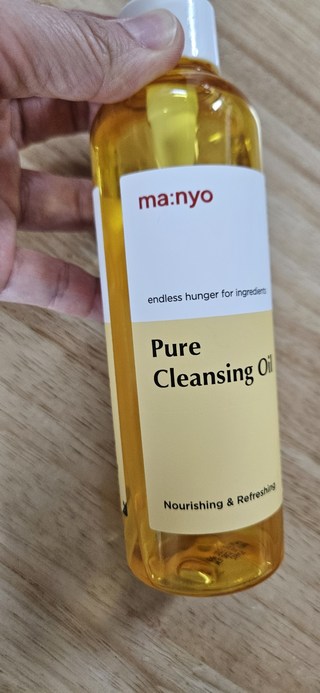 ma:nyo
endless hunger for ingredients
Pure
Cleansing Oil
Nourishing & Refreshing